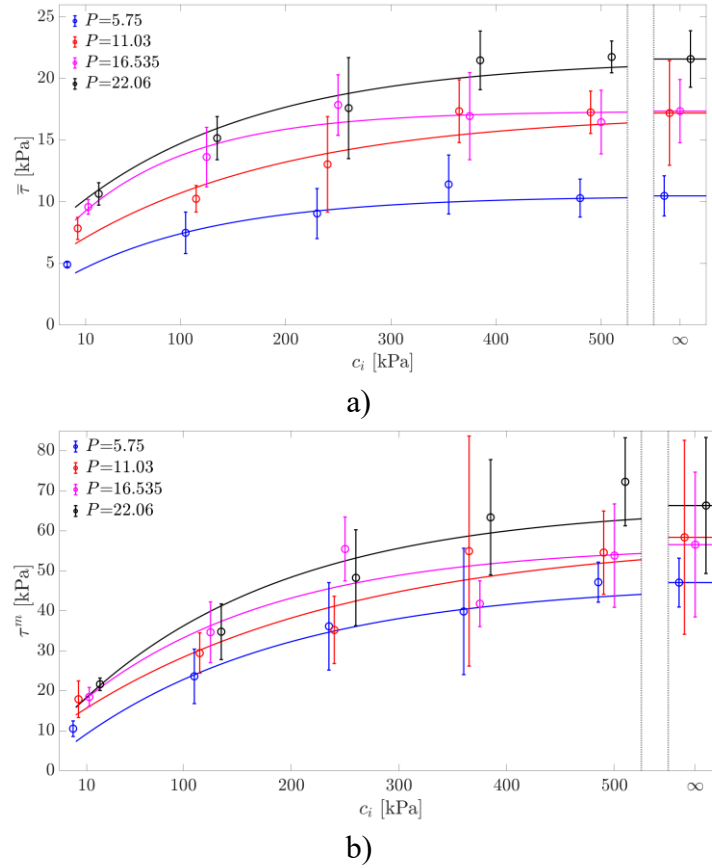 P=5.75
P=11.03
P=16.535
P=22.06
25
20
15
10
5
0
τ̅ [kPa]
10 100 200 300 400 500 ∞
c_i [kPa]
a)
P=5.75
P=11.03
P=16.535
P=22.06
80
70
60
50
40
30
20
10
0
τ^m [kPa]
10 100 200 300 400 500 ∞
c_i [kPa]
b)